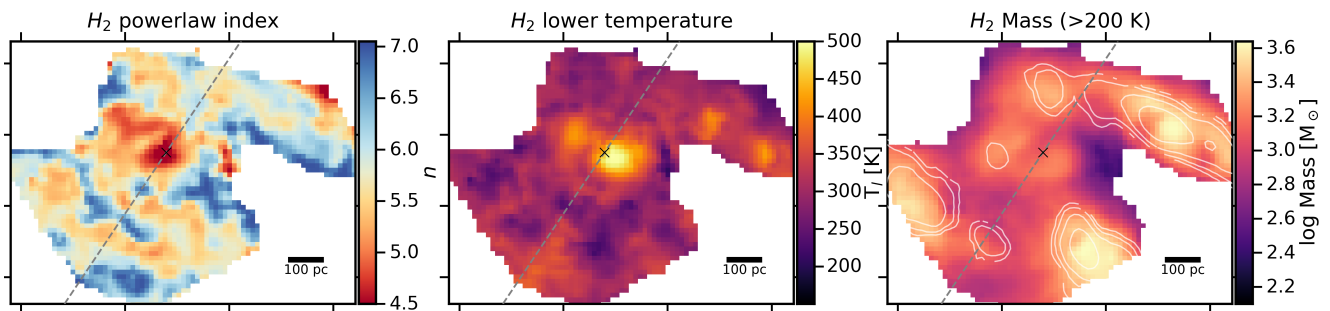 H₂ powerlaw index
H₂ lower temperature
H₂ Mass (>200 K)
7.0
6.5
6.0
5.5
5.0
4.5
n
100 pc
500
450
400
350
300
250
200
T_l [K]
100 pc
3.6
3.4
3.2
3.0
2.8
2.6
2.4
2.2
log Mass [M⊙]
100 pc